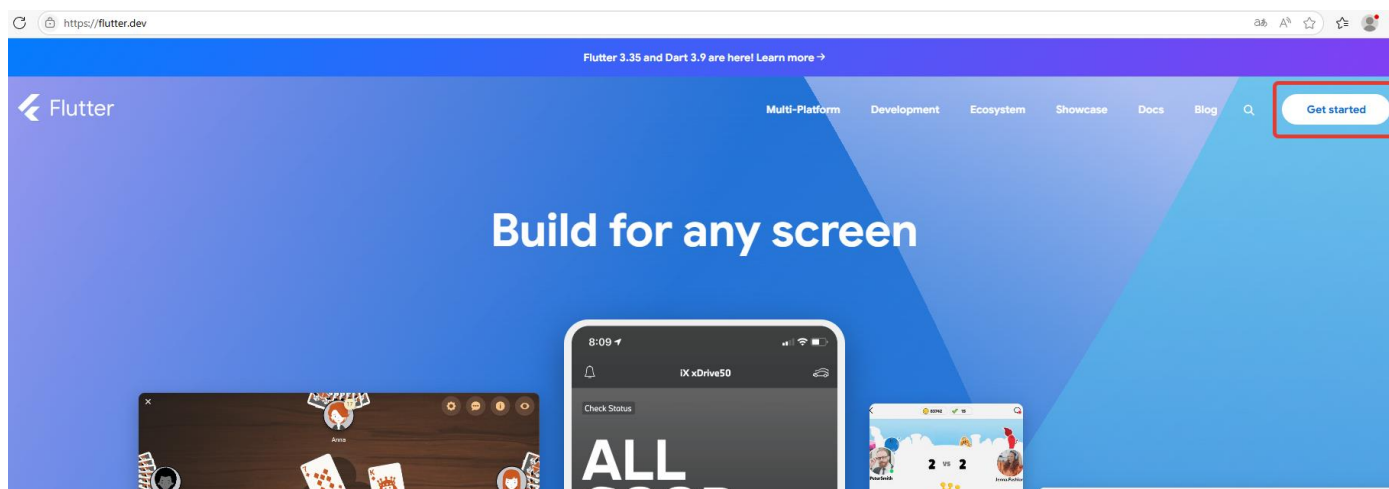 https://flutter.dev
Flutter 3.35 and Dart 3.9 are here! Learn more →
Flutter
Multi-Platform Development Ecosystem Showcase Docs Blog
Get started
Build for any screen
8:09
iX xDrive50
Check Status
ALL
GOOD
Anna
2 vs 2
PeterSmith